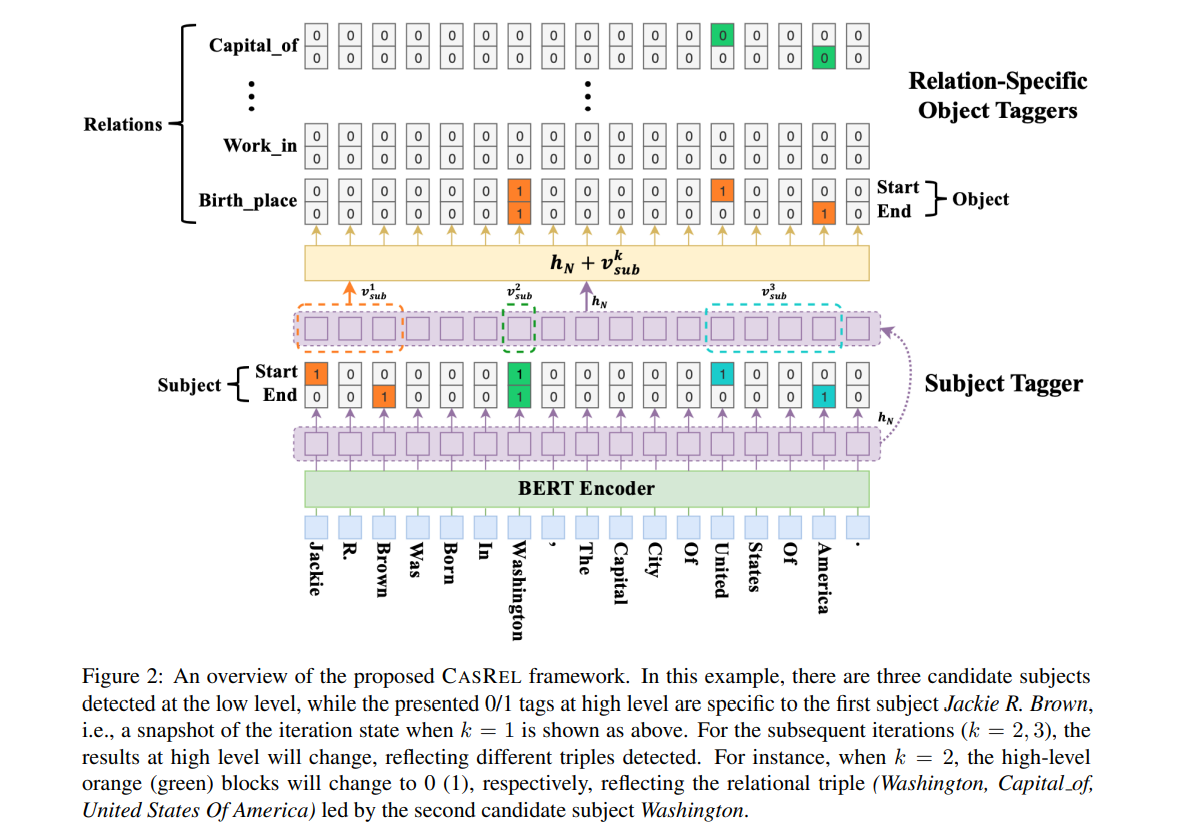 Capital_of 0 0 0 0 0 0 0 0 0 0 0 0 0 0 0 0 0
0 0 0 0 0 0 0 0 0 0 0 0 0 0 0 0 0
Relation-Specific
Object Taggers
Relations
Work_in 0 0 0 0 0 0 0 0 0 0 0 0 0 0 0 0 0
0 0 0 0 0 0 0 0 0 0 0 0 0 0 0 0 0
Birth_place 0 0 0 0 0 0 1 0 0 0 0 0 1 0 0 0 0 Start
0 0 0 0 0 0 1 0 0 0 0 0 0 0 0 1 0 End
Object
h_N + v^k_sub
v^1_sub v^2_sub h_N v^3_sub
Subject
Start 1 0 0 0 0 0 1 0 0 0 0 0 1 0 0 0 0
End 0 0 1 0 0 0 1 0 0 0 0 0 0 0 0 1 0
Subject Tagger
h_N
BERT Encoder
Jackie R. Brown Was Born In Washington , The Capital City Of United States Of America .
Figure 2: An overview of the proposed CASREL framework. In this example, there are three candidate subjects
detected at the low level, while the presented 0/1 tags at high level are specific to the first subject Jackie R. Brown,
i.e., a snapshot of the iteration state when k = 1 is shown as above. For the subsequent iterations (k = 2, 3), the
results at high level will change, reflecting different triples detected. For instance, when k = 2, the high-level
orange (green) blocks will change to 0 (1), respectively, reflecting the relational triple (Washington, Capital_of,
United States Of America) led by the second candidate subject Washington.